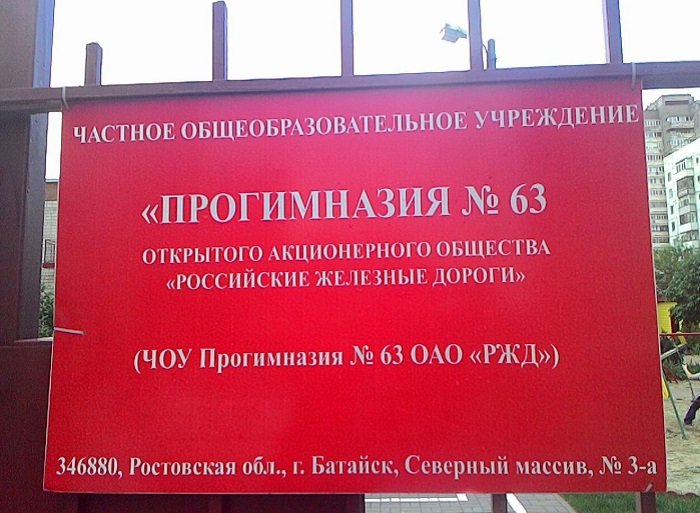 ЧАСТНОЕ ОБЩЕОБРАЗОВАТЕЛЬНОЕ УЧРЕЖДЕНИЕ
«ПРОГИМНАЗИЯ № 63
ОТКРЫТОГО АКЦИОНЕРНОГО ОБЩЕСТВА
«РОССИЙСКИЕ ЖЕЛЕЗНЫЕ ДОРОГИ»
(ЧОУ Прогимназия № 63 ОАО «РЖД»)
346880, Ростовская обл., г. Батайск, Северный массив, № 3-а